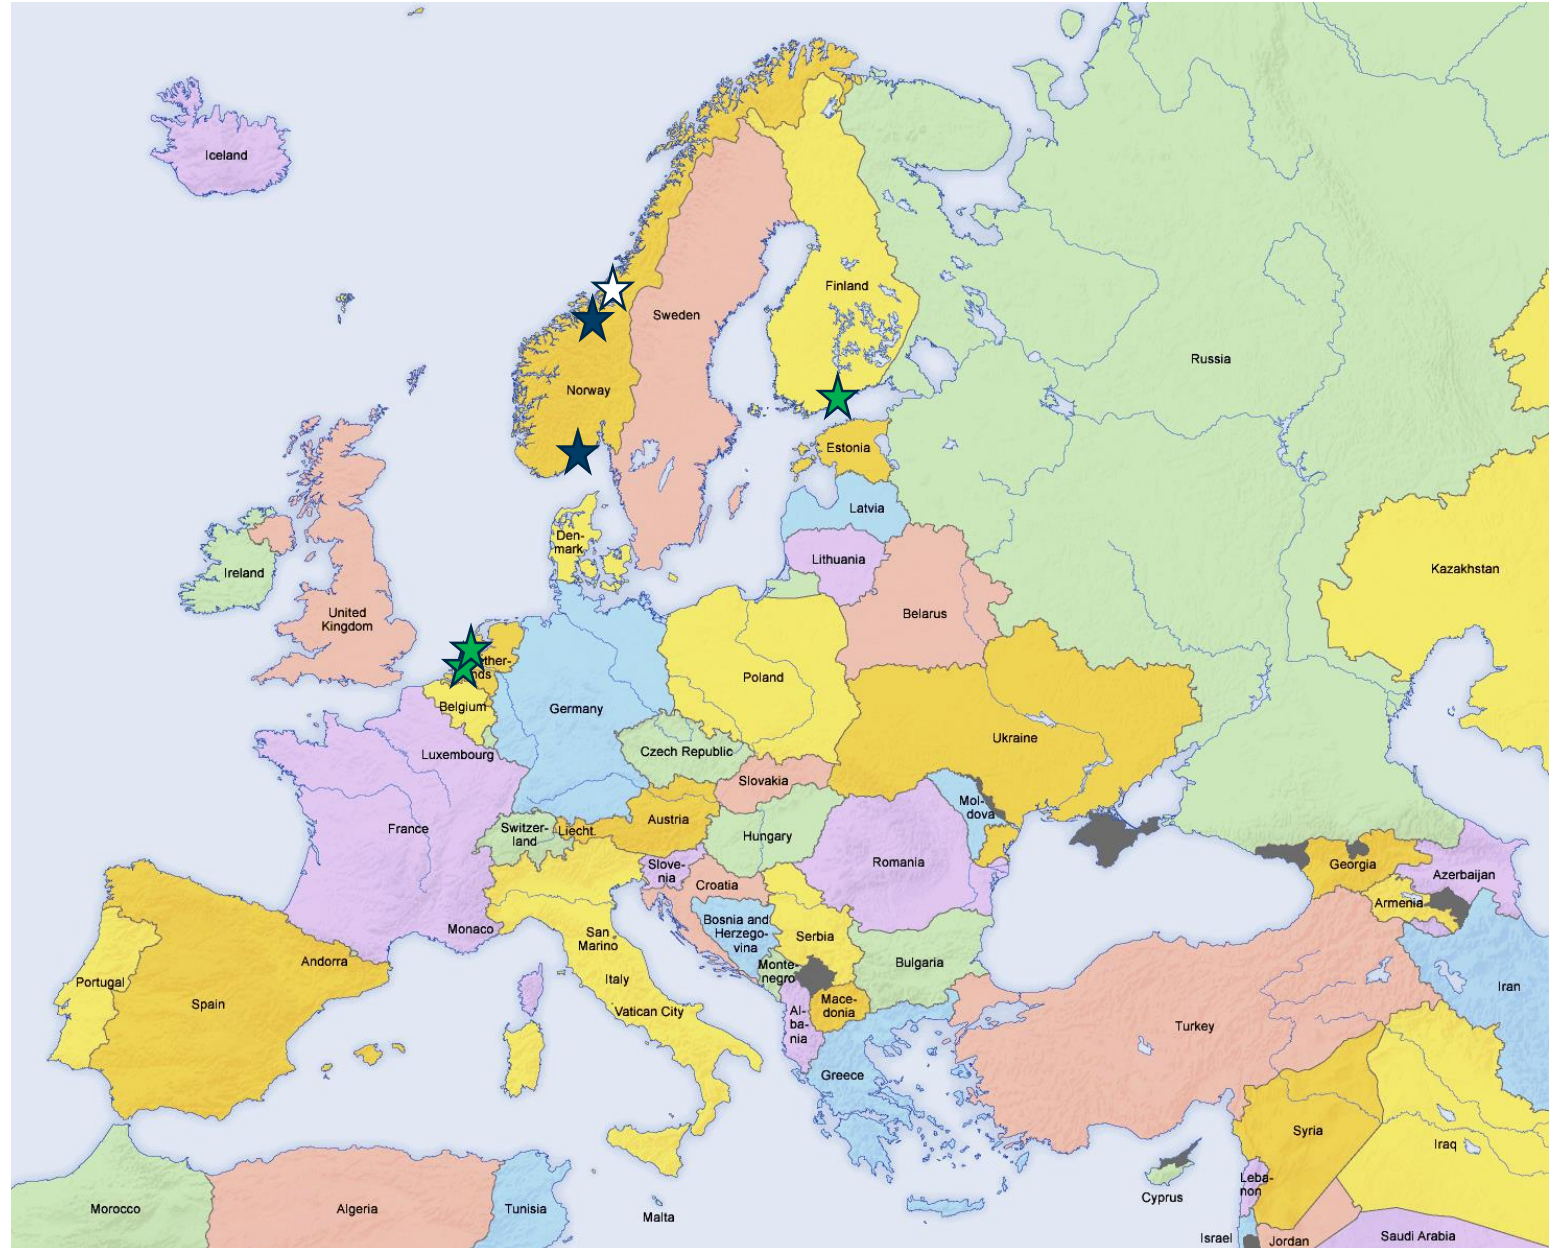 Iceland
Finland
Sweden
Russia
Norway
Estonia
Latvia
Den-
mark
Lithuania
Ireland
Kazakhstan
United
Kingdom
Belarus
ther-
nds
Poland
Belgium
Germany
Ukraine
Luxembourg
Czech Republic
Slovakia
Mol-
dova
France
Switzer-
land
Liecht.
Austria
Hungary
Romania
Georgia
Slove-
nia
Azerbaijan
Croatia
Armenia
Monaco
Bosnia and
Herzego-
vina
San
Marino
Serbia
Andorra
Bulgaria
Monte-
negro
Portugal
Italy
Iran
Spain
Mace-
donia
Vatican City
Al-
ba-
nia
Turkey
Greece
Syria
Iraq
Leba-
non
Cyprus
Morocco
Algeria
Tunisia
Malta
Israel
Jordan
Saudi Arabia